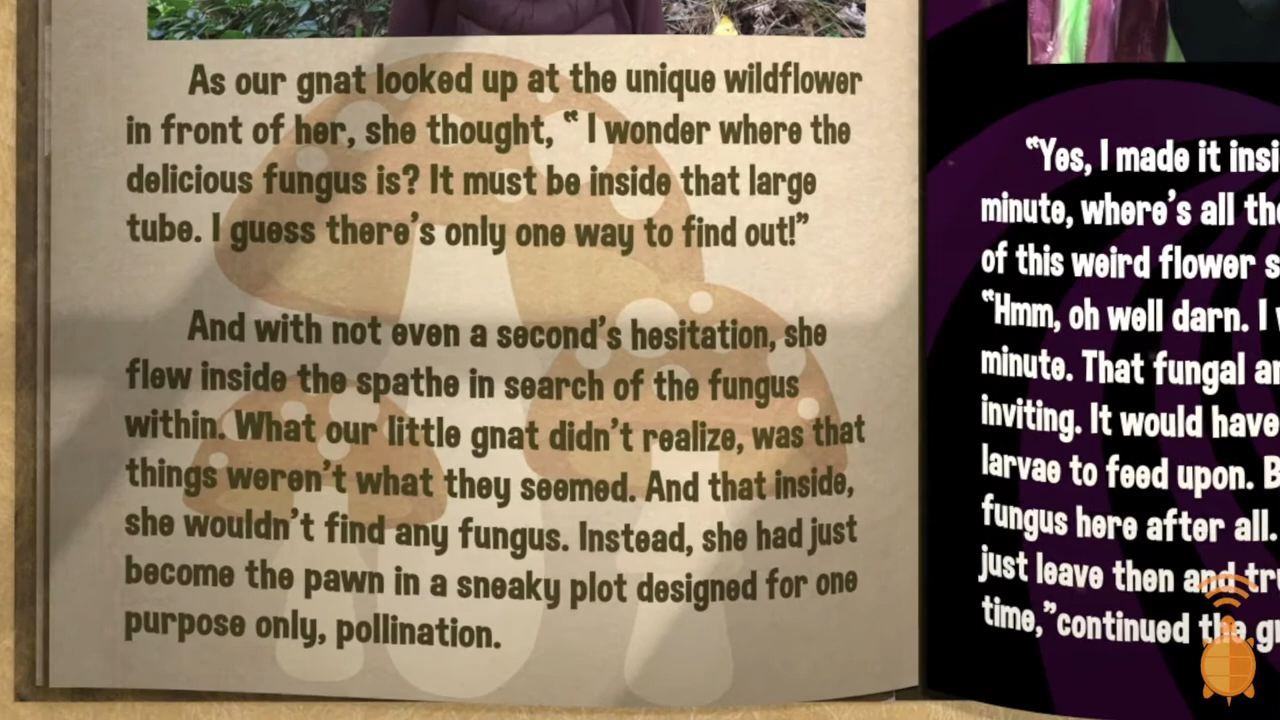 As our gnat looked up at the unique wildflower
in front of her, she thought, “ I wonder where the
delicious fungus is? It must be inside that large
tube. I guess there’s only one way to find out!”
And with not even a second’s hesitation, she
flew inside the spathe in search of the fungus
within. What our little gnat didn’t realize, was that
things weren’t what they seemed. And that inside,
she wouldn’t find any fungus. Instead, she had just
become the pawn in a sneaky plot designed for one
purpose only, pollination.
“Yes, I made it
minute, where’s all
of this weird flower
“Hmm, oh well darn. I
minute. That fungal
inviting. It would have
larvae to feed upon.
fungus here after all.
just leave then and
time,”continued the